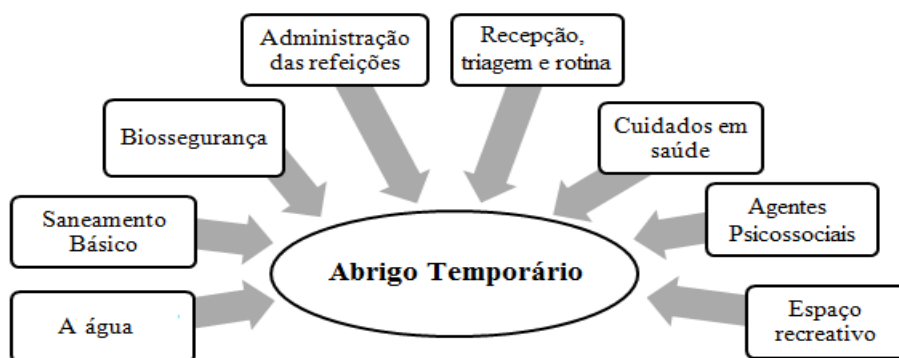 Administração
das refeições
Recepção,
triagem e rotina
Biossegurança
Cuidados em
saúde
Saneamento
Básico
Agentes
Psicossociais
Abrigo Temporário
A água
Espaço
recreativo